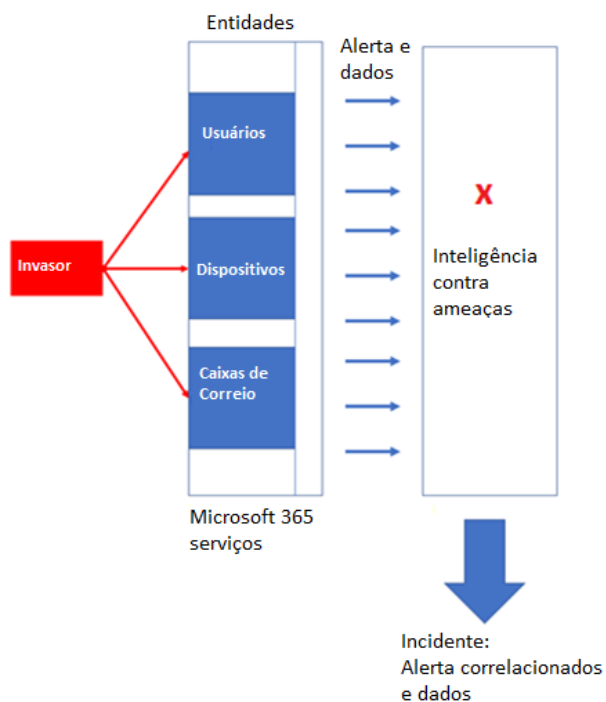 Entidades
Alerta e
dados
Usuários
X
Invasor
Dispositivos
Inteligência
contra
ameaças
Caixas de
Correio
Microsoft 365
serviços
Incidente:
Alerta correlacionados
e dados